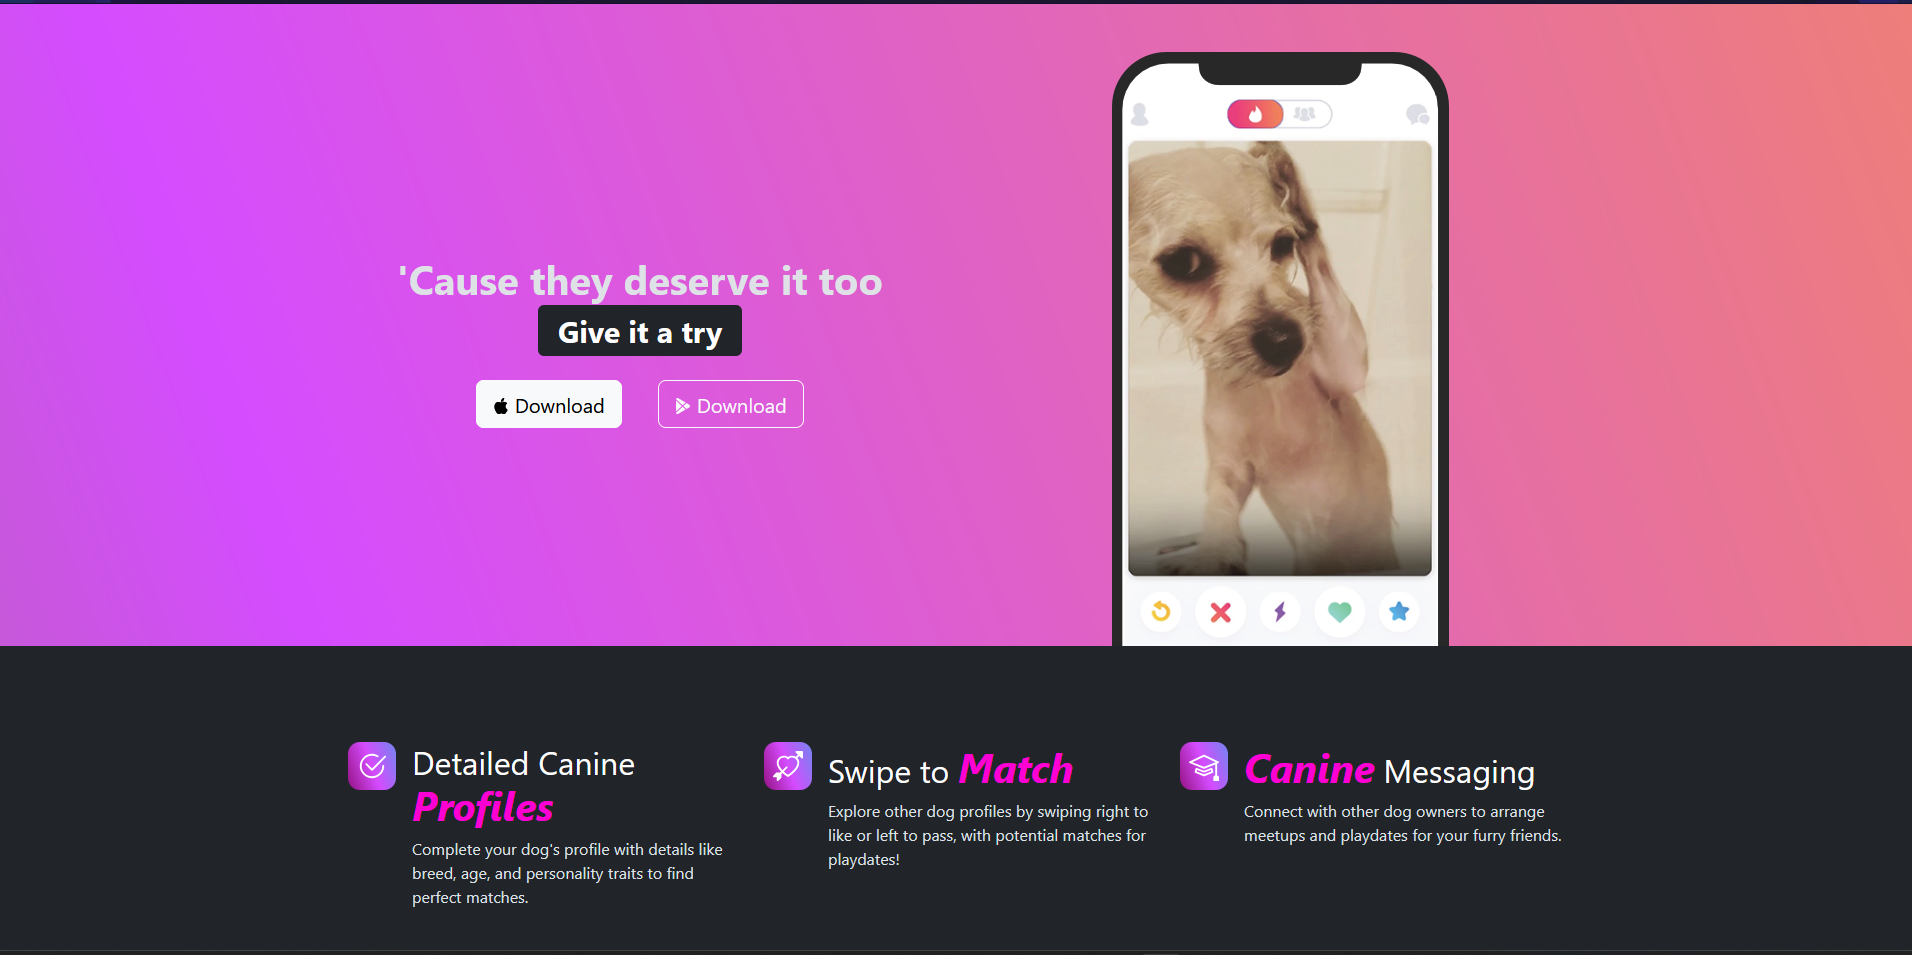 'Cause they deserve it too
Give it a try
Download
Download
Detailed Canine
Profiles
Complete your dog's profile with details like
breed, age, and personality traits to find
perfect matches.
Swipe to Match
Explore other dog profiles by swiping right to
like or left to pass, with potential matches for
playdates!
Canine Messaging
Connect with other dog owners to arrange
meetups and playdates for your furry friends.